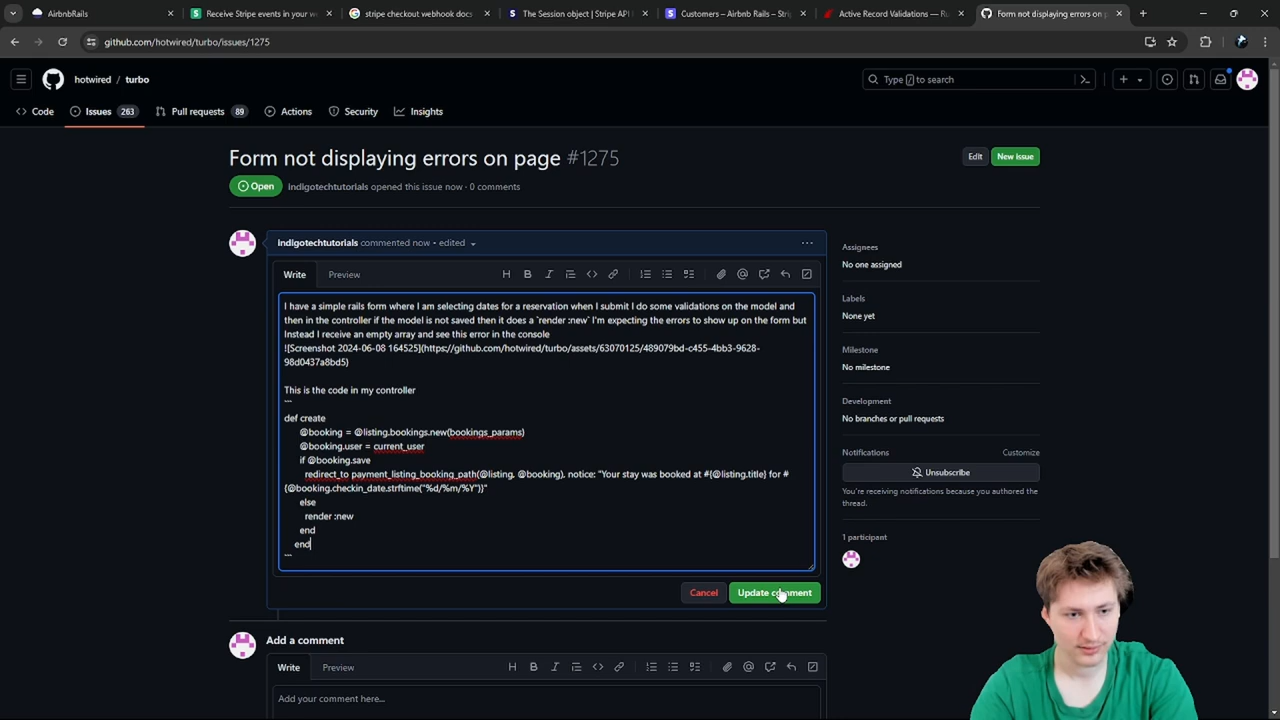 AirbnbRails
Receive Stripe events in your w
stripe checkout webhook docs
The Session object | Stripe API
Customers – Airbnb Rails – Stri
Active Record Validations — Ru
Form not displaying errors on p
github.com/hotwired/turbo/issues/1275
hotwired / turbo
Type / to search
Code
Issues 263
Pull requests 89
Actions
Security
Insights
Form not displaying errors on page #1275
Edit
New issue
Open
indigotechtutorials opened this issue now · 0 comments
indigotechtutorials commented now • edited
Write
Preview
I have a simple rails form where I am selecting dates for a reservation when I submit I do some validations on the model and
then in the controller if the model is not saved then it does a `render :new` I'm expecting the errors to show up on the form but
Instead I receive an empty array and see this error in the console
![Screenshot 2024-06-08 164525](https://github.com/hotwired/turbo/assets/63070125/489079bd-c455-4bb3-9628-
98d0437a8bd5)
This is the code in my controller
```
def create
@booking = @listing.bookings.new(bookings_params)
@booking.user = current_user
if @booking.save
redirect_to payment_listing_booking_path(@listing, @booking), notice: "Your stay was booked at #{@listing.title} for #
{@booking.checkin_date.strftime("%d/%m/%Y")}"
else
render :new
end
end
```
Cancel
Update comment
Add a comment
Write
Preview
Add your comment here...
Assignees
No one assigned
Labels
None yet
Milestone
No milestone
Development
No branches or pull requests
Notifications
Customize
Unsubscribe
You're receiving notifications because you authored the
thread.
1 participant